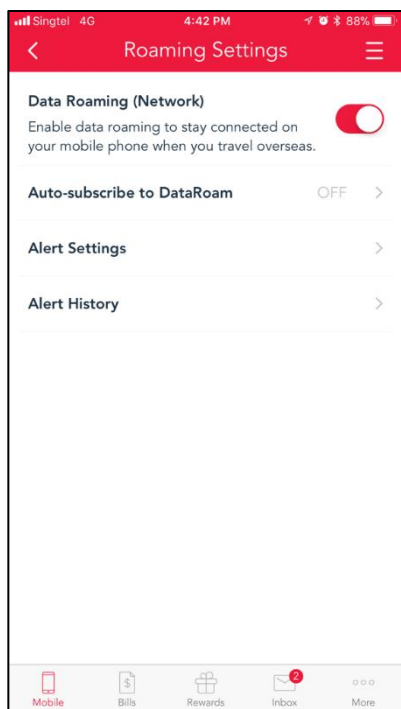 Singtel 4G 4:42 PM 88%
Roaming Settings
Data Roaming (Network)
Enable data roaming to stay connected on
your mobile phone when you travel overseas.
Auto-subscribe to DataRoam OFF
Alert Settings
Alert History
2
Mobile Bills Rewards Inbox More